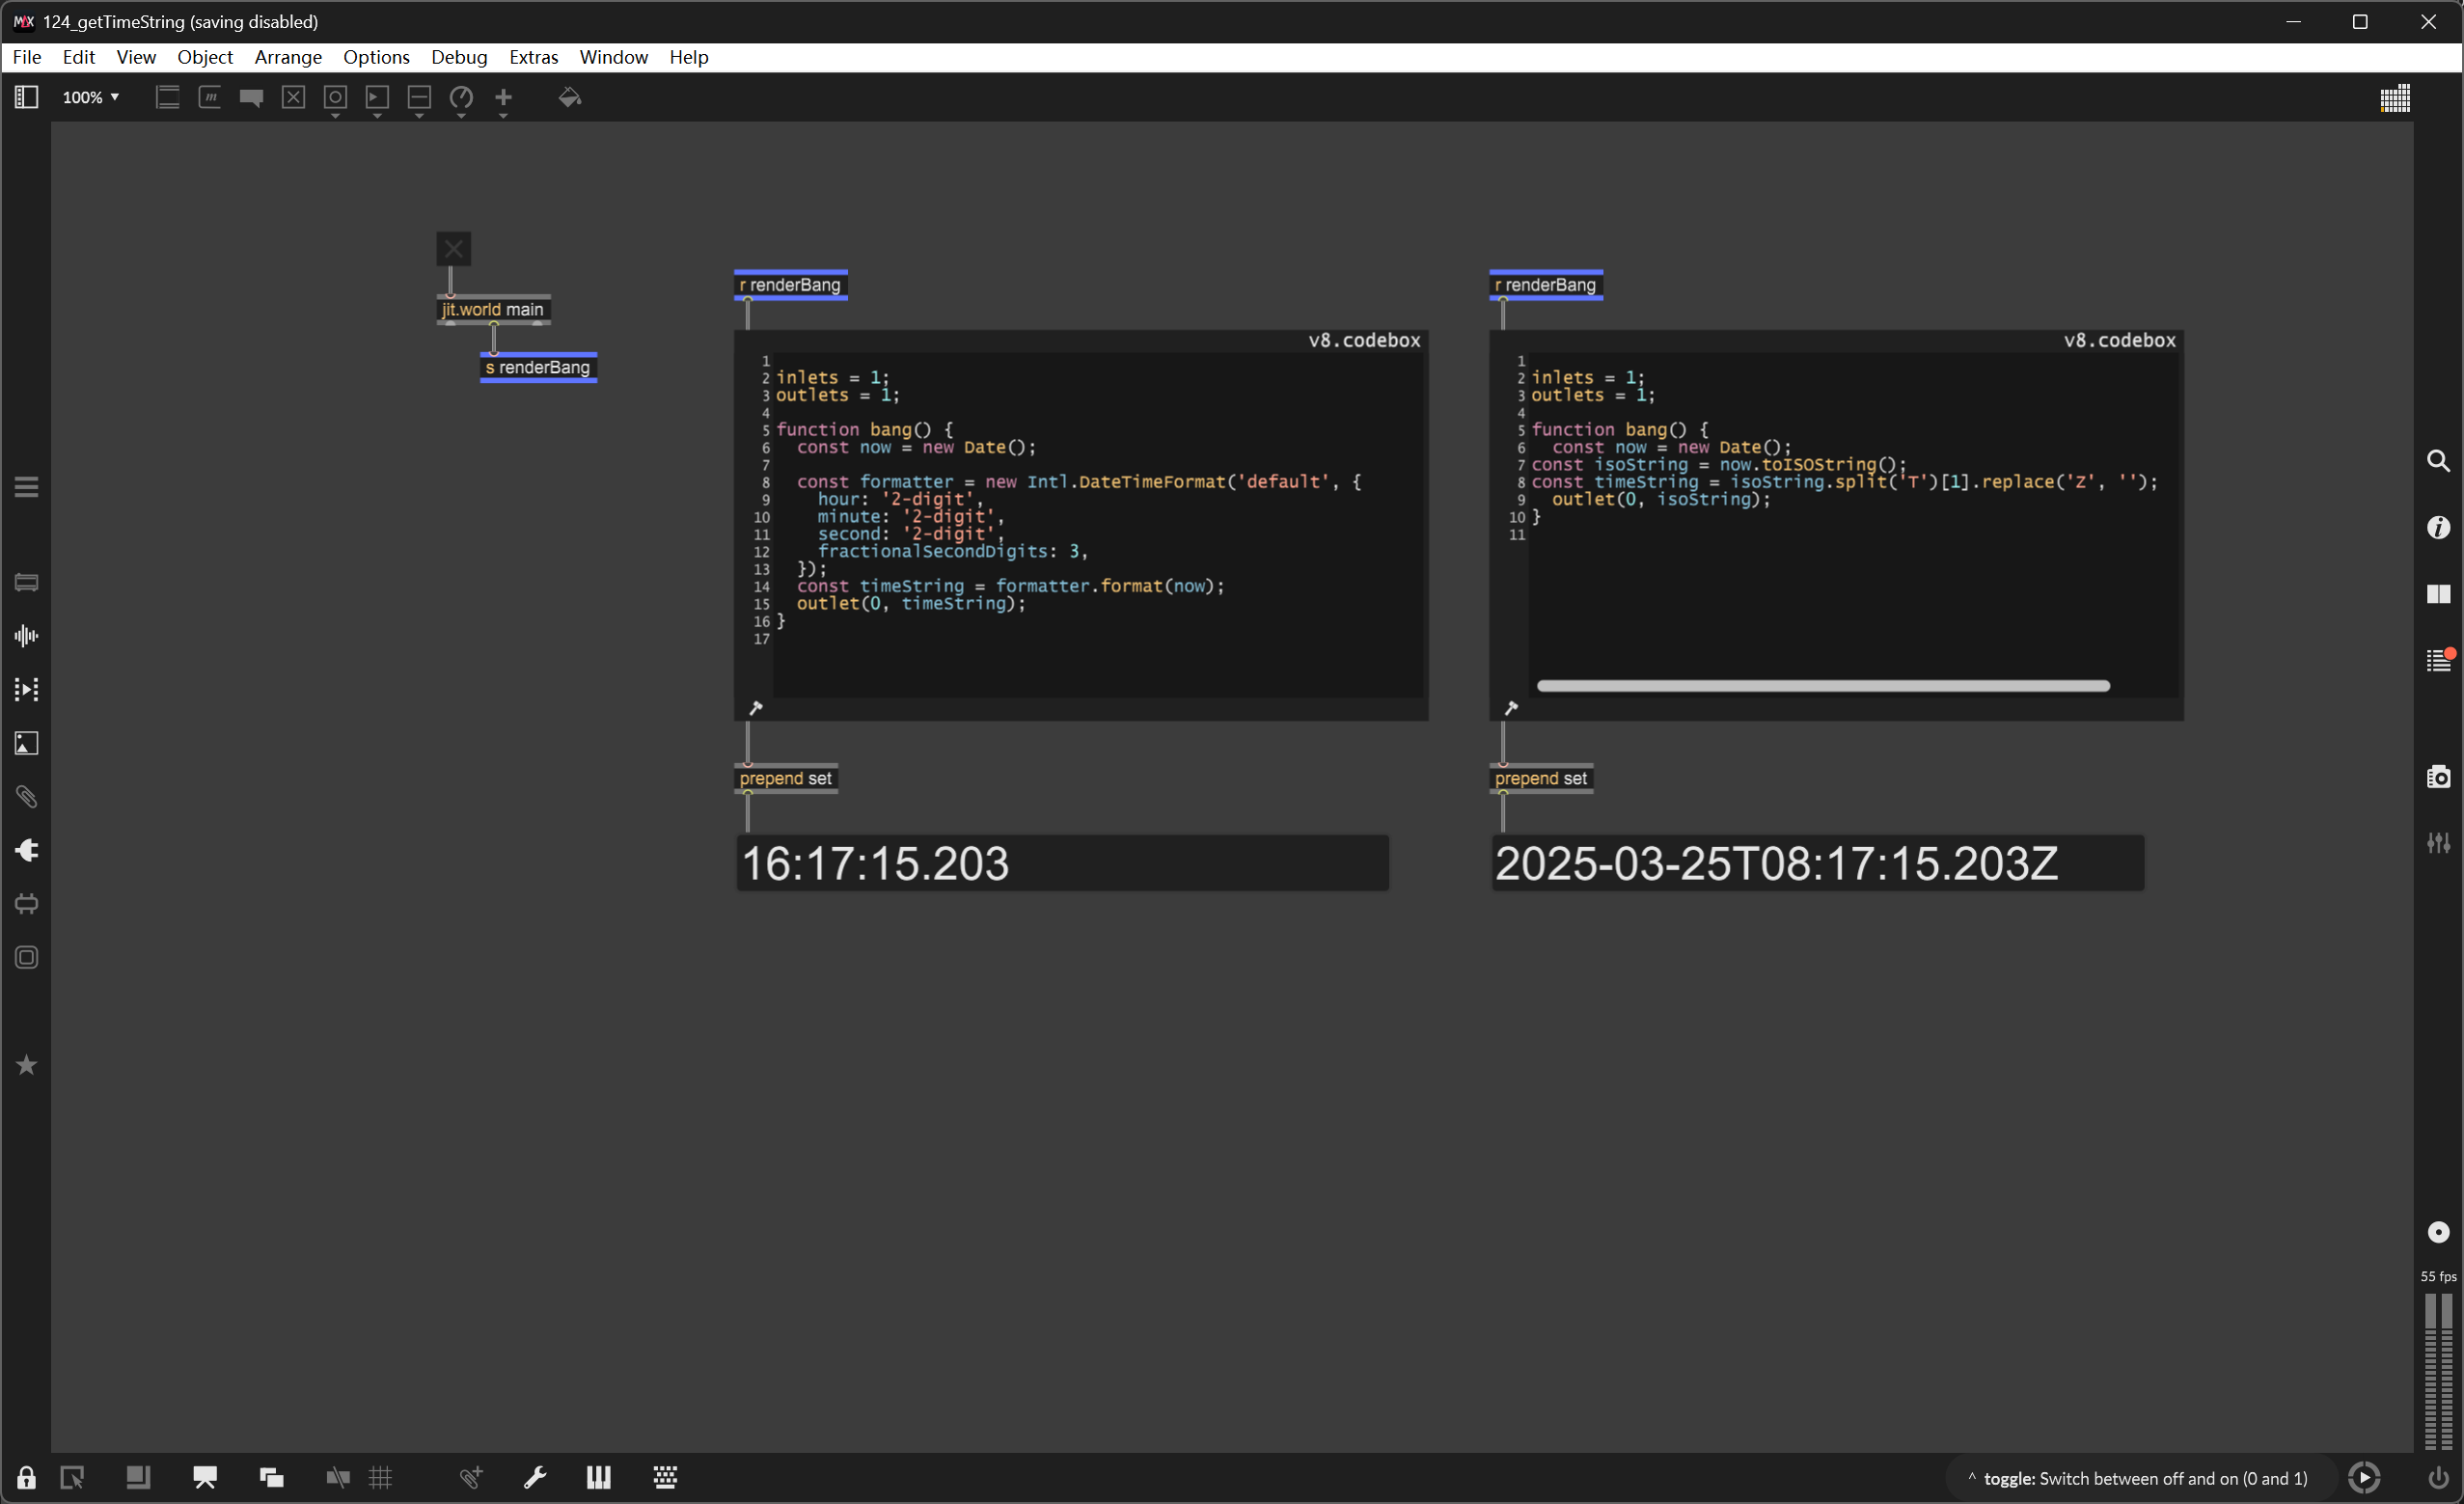 124_getTimeString (saving disabled)
File Edit View Object Arrange Options Debug Extras Window Help
100%
jit.world main
s renderBang
r renderBang
v8.codebox
1
2 inlets = 1;
3 outlets = 1;
4
5 function bang() {
6 const now = new Date();
7
8 const formatter = new Intl.DateTimeFormat('default', {
9 hour: '2-digit',
10 minute: '2-digit',
11 second: '2-digit',
12 fractionalSecondDigits: 3,
13 });
14 const timeString = formatter.format(now);
15 outlet(0, timeString);
16 }
17
prepend set
16:17:15.203
r renderBang
v8.codebox
1
2 inlets = 1;
3 outlets = 1;
4
5 function bang() {
6 const now = new Date();
7 const isoString = now.toISOString();
8 const timeString = isoString.split('T')[1].replace('Z', '');
9 outlet(0, isoString);
10 }
11
prepend set
2025-03-25T08:17:15.203Z
55 fps
^ toggle: Switch between off and on (0 and 1)